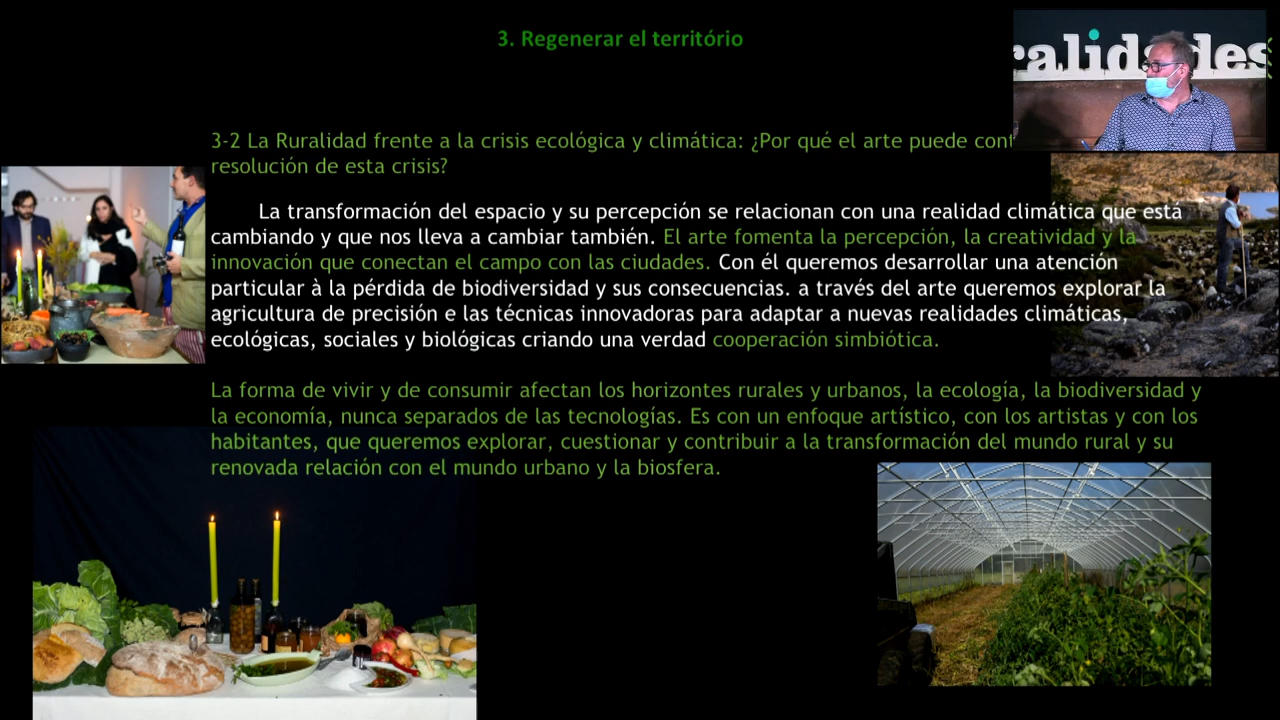 3. Regenerar el território
ralidades
3-2 La Ruralidad frente a la crisis ecológica y climática: ¿Por qué el arte puede cont
resolución de esta crisis?
La transformación del espacio y su percepción se relacionan con una realidad climática que está
cambiando y que nos lleva a cambiar también. El arte fomenta la percepción, la creatividad y la
innovación que conectan el campo con las ciudades. Con él queremos desarrollar una atención
particular à la pérdida de biodiversidad y sus consecuencias. a través del arte queremos explorar la
agricultura de precisión e las técnicas innovadoras para adaptar a nuevas realidades climáticas,
ecológicas, sociales y biológicas criando una verdad cooperación simbiótica.
La forma de vivir y de consumir afectan los horizontes rurales y urbanos, la ecología, la biodiversidad y
la economía, nunca separados de las tecnologías. Es con un enfoque artístico, con los artistas y con los
habitantes, que queremos explorar, cuestionar y contribuir a la transformación del mundo rural y su
renovada relación con el mundo urbano y la biosfera.